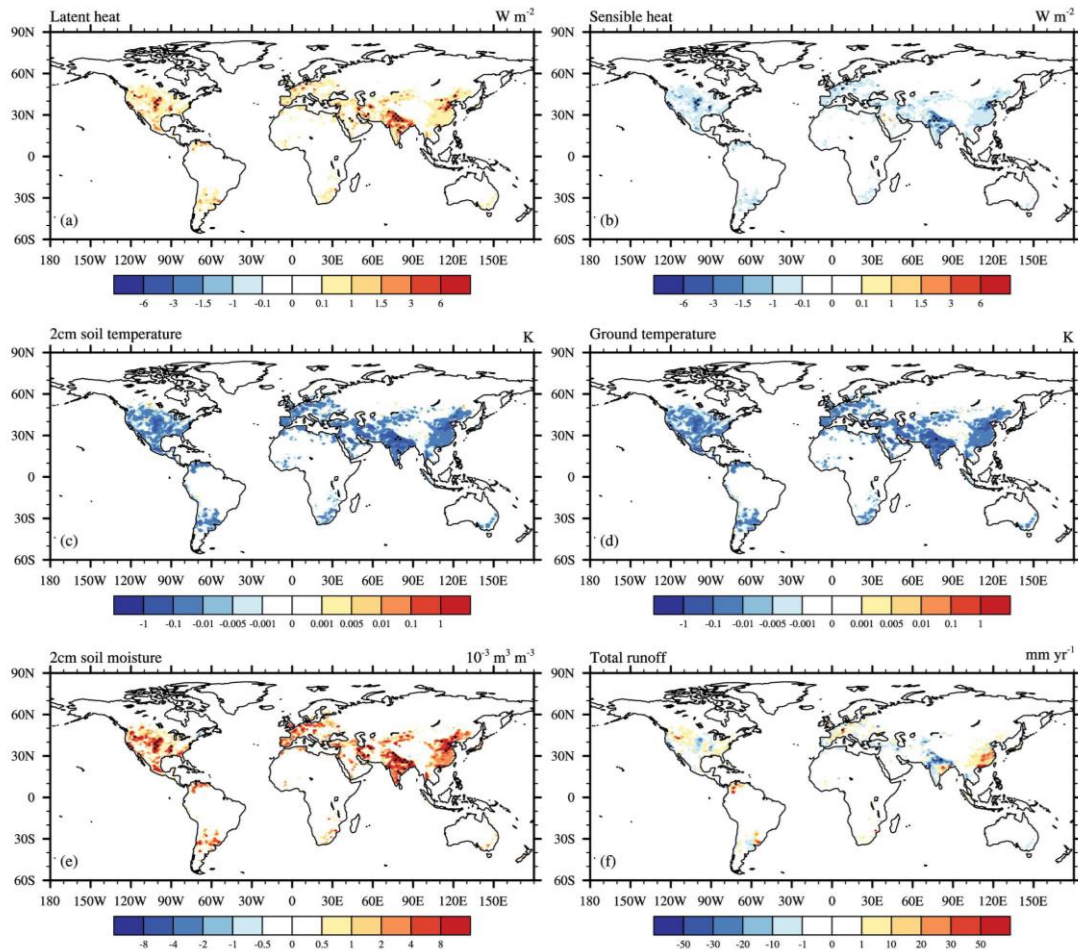 Latent heat W m-2
90N
60N
30N
0
30S
60S
(a)
180 150W 120W 90W 60W 30W 0 30E 60E 90E 120E 150E
-6 -3 -1.5 -1 -0.1 0 0.1 1 1.5 3 6
Sensible heat W m-2
90N
60N
30N
0
30S
60S
(b)
180 150W 120W 90W 60W 30W 0 30E 60E 90E 120E 150E
-6 -3 -1.5 -1 -0.1 0 0.1 1 1.5 3 6
2cm soil temperature K
90N
60N
30N
0
30S
60S
(c)
180 150W 120W 90W 60W 30W 0 30E 60E 90E 120E 150E
-1 -0.1 -0.01 -0.005 -0.001 0 0.001 0.005 0.01 0.1 1
Ground temperature K
90N
60N
30N
0
30S
60S
(d)
180 150W 120W 90W 60W 30W 0 30E 60E 90E 120E 150E
-1 -0.1 -0.01 -0.005 -0.001 0 0.001 0.005 0.01 0.1 1
2cm soil moisture 10-3 m3 m-3
90N
60N
30N
0
30S
60S
(e)
180 150W 120W 90W 60W 30W 0 30E 60E 90E 120E 150E
-8 -4 -2 -1 -0.5 0 0.5 1 2 4 8
Total runoff mm yr-1
90N
60N
30N
0
30S
60S
(f)
180 150W 120W 90W 60W 30W 0 30E 60E 90E 120E 150E
-50 -30 -20 -10 -1 0 1 10 20 30 50